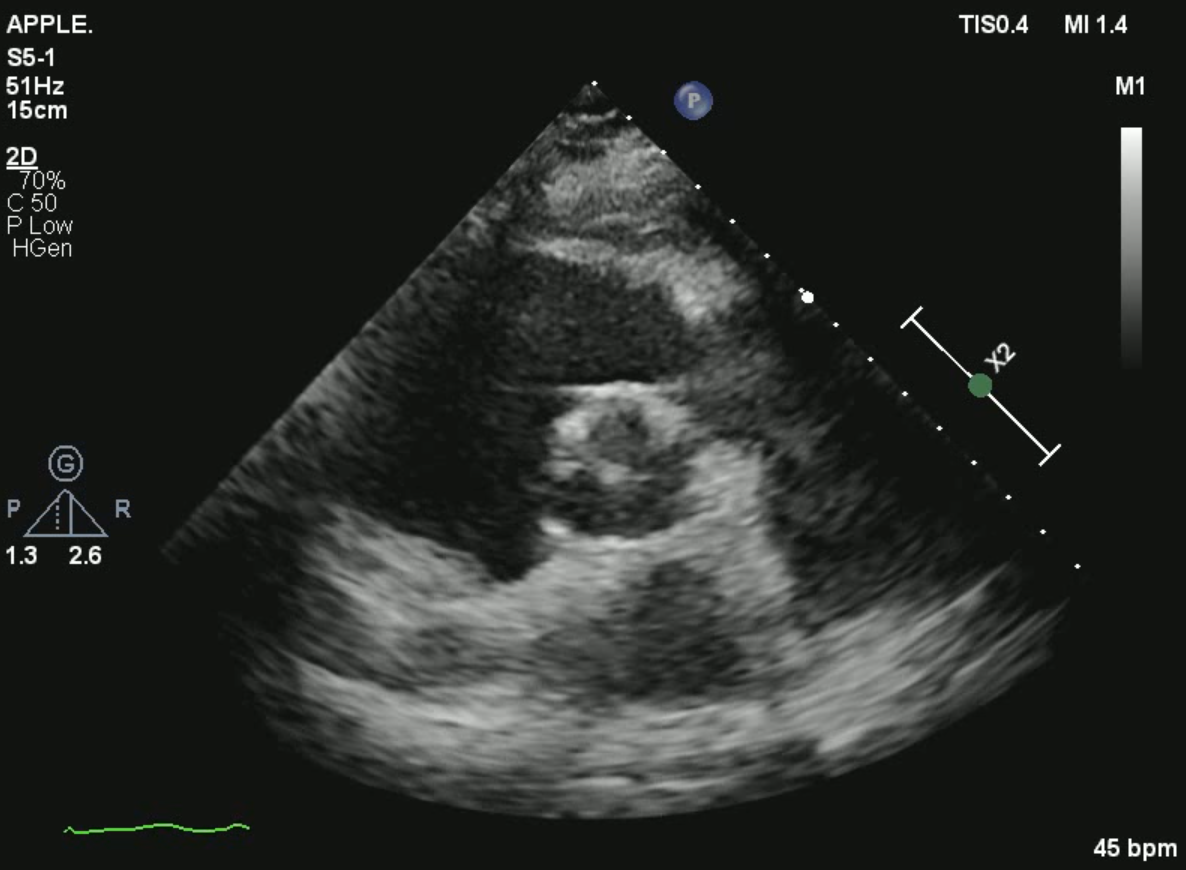 APPLE.
TIS0.4 MI 1.4
S5-1
51Hz
15cm
M1
P
2D
70%
C 50
P Low
HGen
X2
G
P R
1.3 2.6
45 bpm